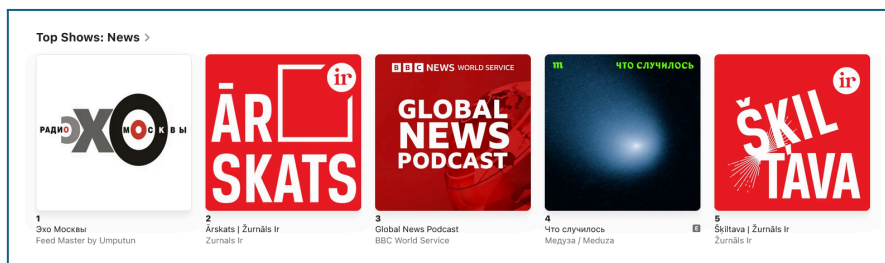 Top Shows: News >
РАДИО ЭХО МОСКВЫ
ĀR
SKATS
ir
BBC NEWS WORLD SERVICE
GLOBAL
NEWS
PODCAST
m
ЧТО СЛУЧИЛОСЬ
ŠĶIL
TAVA
ir
1
Эхо Москвы
Feed Master by Umputun
2
Ārskats | Žurnāls Ir
Zurnals Ir
3
Global News Podcast
BBC World Service
4
Что случилось
E
Медуза / Meduza
5
Šķiltava | Žurnāls Ir
Žurnāls Ir